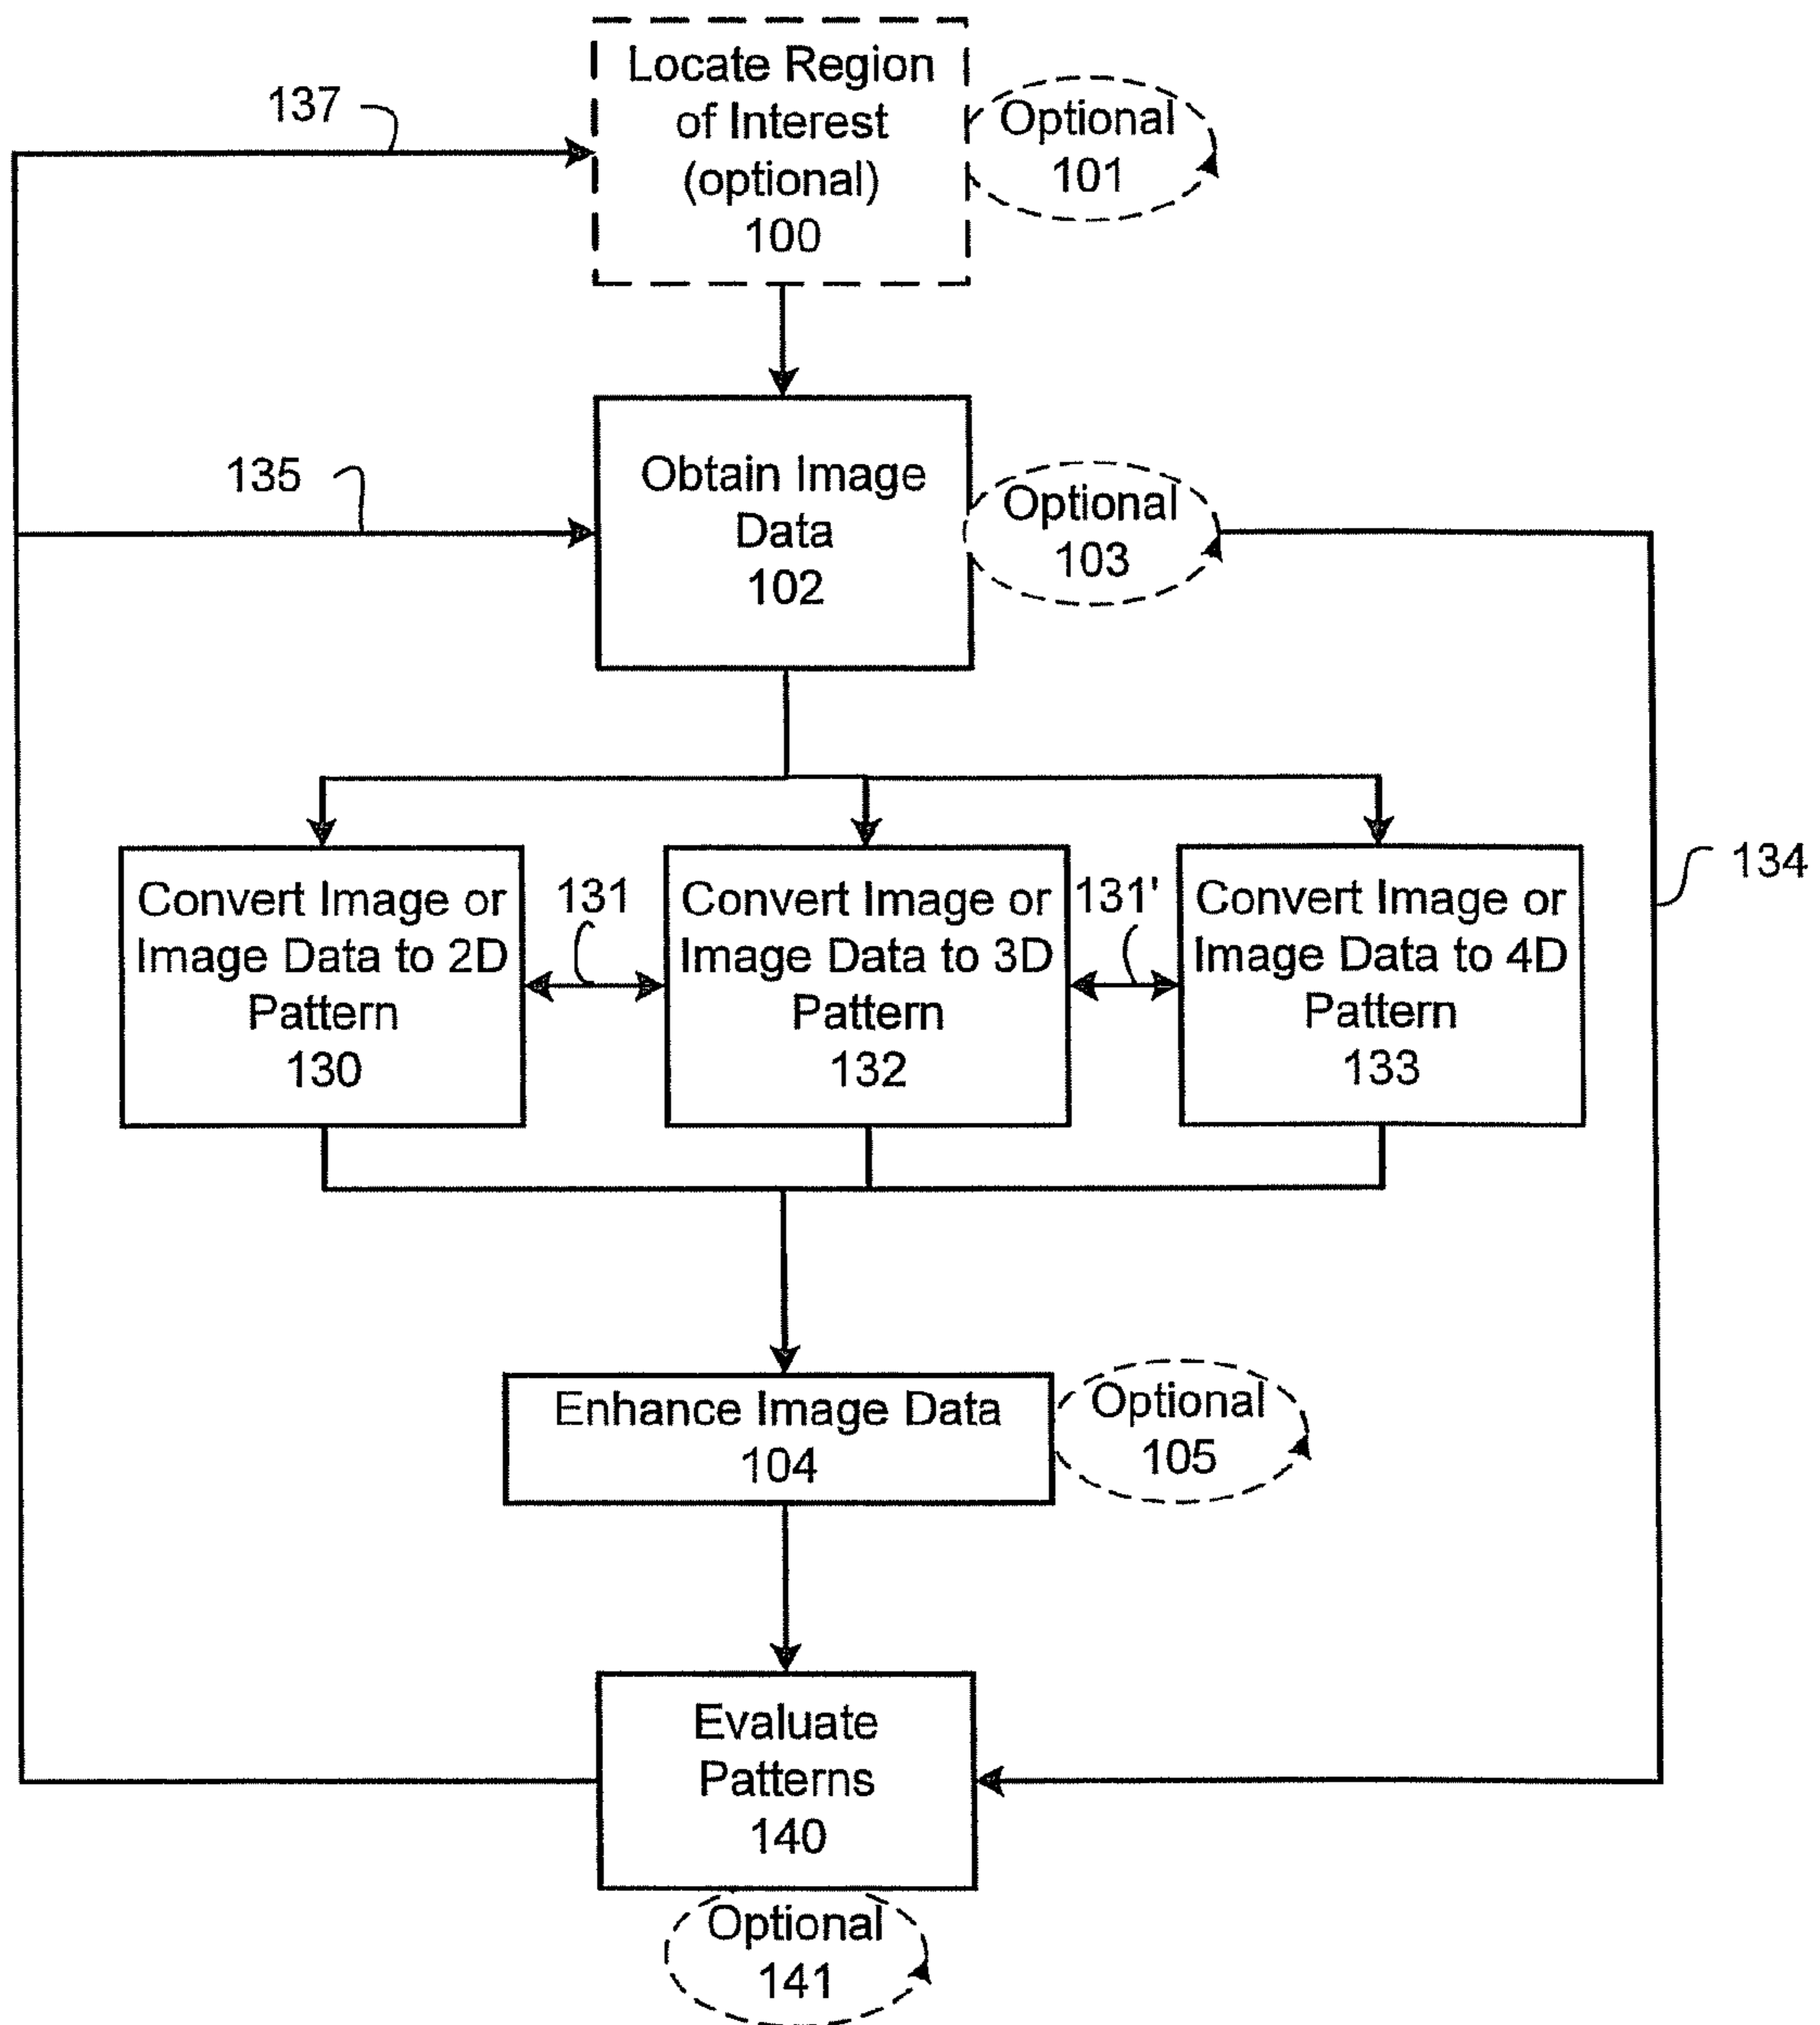 Locate Region
of Interest
(optional)
100
Optional
101
137
Obtain Image
Data
102
Optional
103
135
134
Convert Image or
Image Data to 2D
Pattern
130
131
Convert Image or
Image Data to 3D
Pattern
132
131'
Convert Image or
Image Data to 4D
Pattern
133
Enhance Image Data
104
Optional
105
Evaluate
Patterns
140
Optional
141